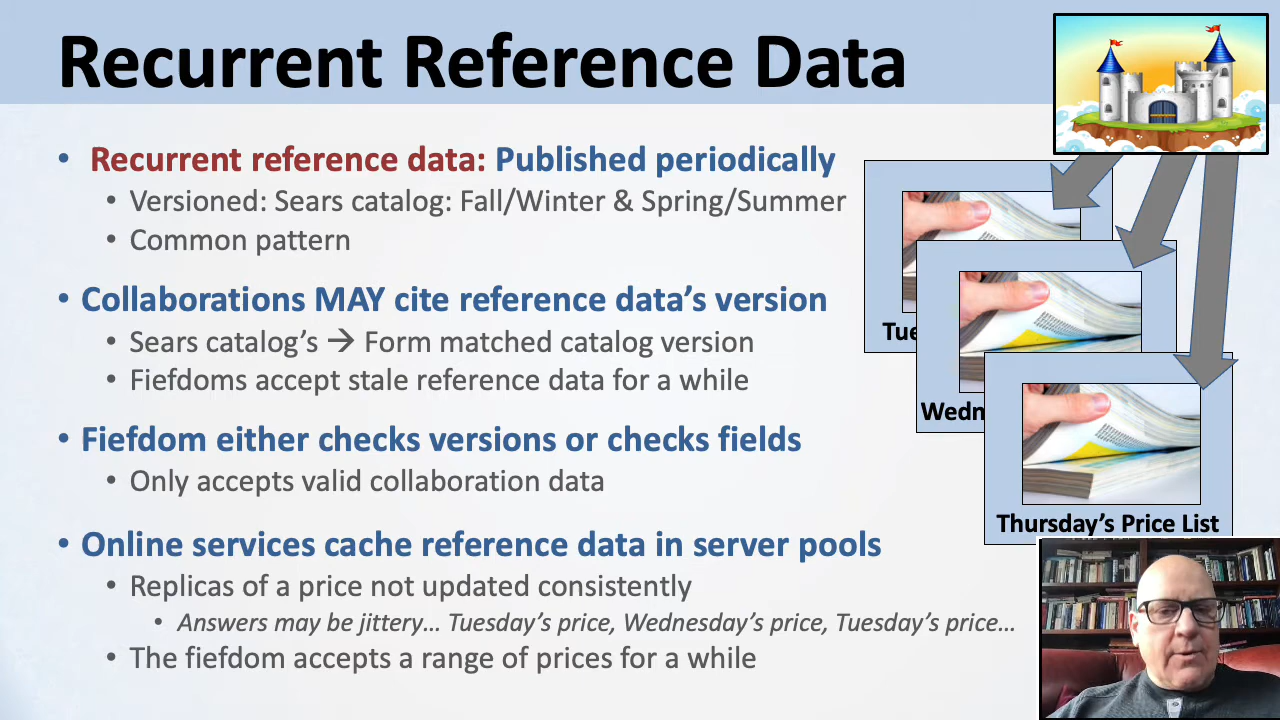 Recurrent Reference Data
• Recurrent reference data: Published periodically
• Versioned: Sears catalog: Fall/Winter & Spring/Summer
• Common pattern
• Collaborations MAY cite reference data's version
• Sears catalog's → Form matched catalog version
• Fiefdoms accept stale reference data for a while
• Fiefdom either checks versions or checks fields
• Only accepts valid collaboration data
• Online services cache reference data in server pools
• Replicas of a price not updated consistently
• Answers may be jittery… Tuesday's price, Wednesday's price, Tuesday's price…
• The fiefdom accepts a range of prices for a while
Tue
Wedn
Thursday's Price List